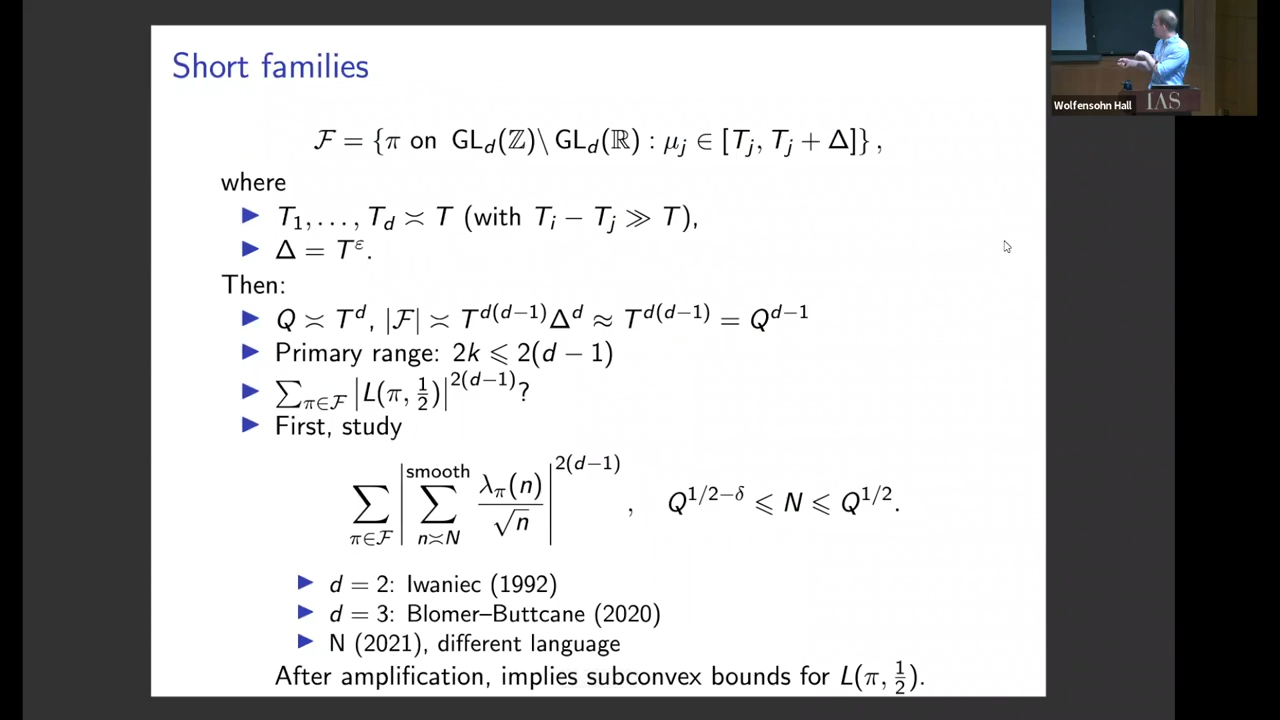 Short families
ℱ = {π on GL_d(ℤ)\ GL_d(ℝ) : μ_j ∈ [T_j, T_j + Δ]} ,
where
▶ T_1, . . . , T_d ≍ T (with T_i − T_j ≫ T),
▶ Δ = T^ε.
Then:
▶ Q ≍ T^d, |ℱ| ≍ T^{d(d−1)}Δ^d ≈ T^{d(d−1)} = Q^{d−1}
▶ Primary range: 2k ⩽ 2(d − 1)
▶ ∑_{π∈ℱ} |L(π, 1/2)|^{2(d−1)}?
▶ First, study
∑_{π∈ℱ} |∑^{smooth}_{n≍N} λ_π(n)/√n|^{2(d−1)} , Q^{1/2−δ} ⩽ N ⩽ Q^{1/2}.
▶ d = 2: Iwaniec (1992)
▶ d = 3: Blomer–Buttcane (2020)
▶ N (2021), different language
After amplification, implies subconvex bounds for L(π, 1/2).
Wolfensohn Hall
IAS